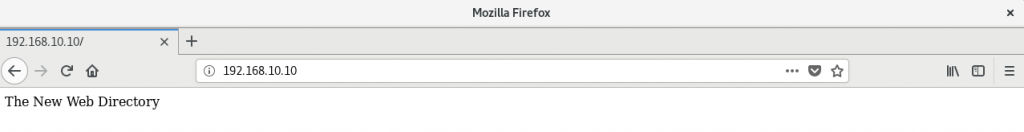 Mozilla Firefox
192.168.10.10/
192.168.10.10
The New Web Directory